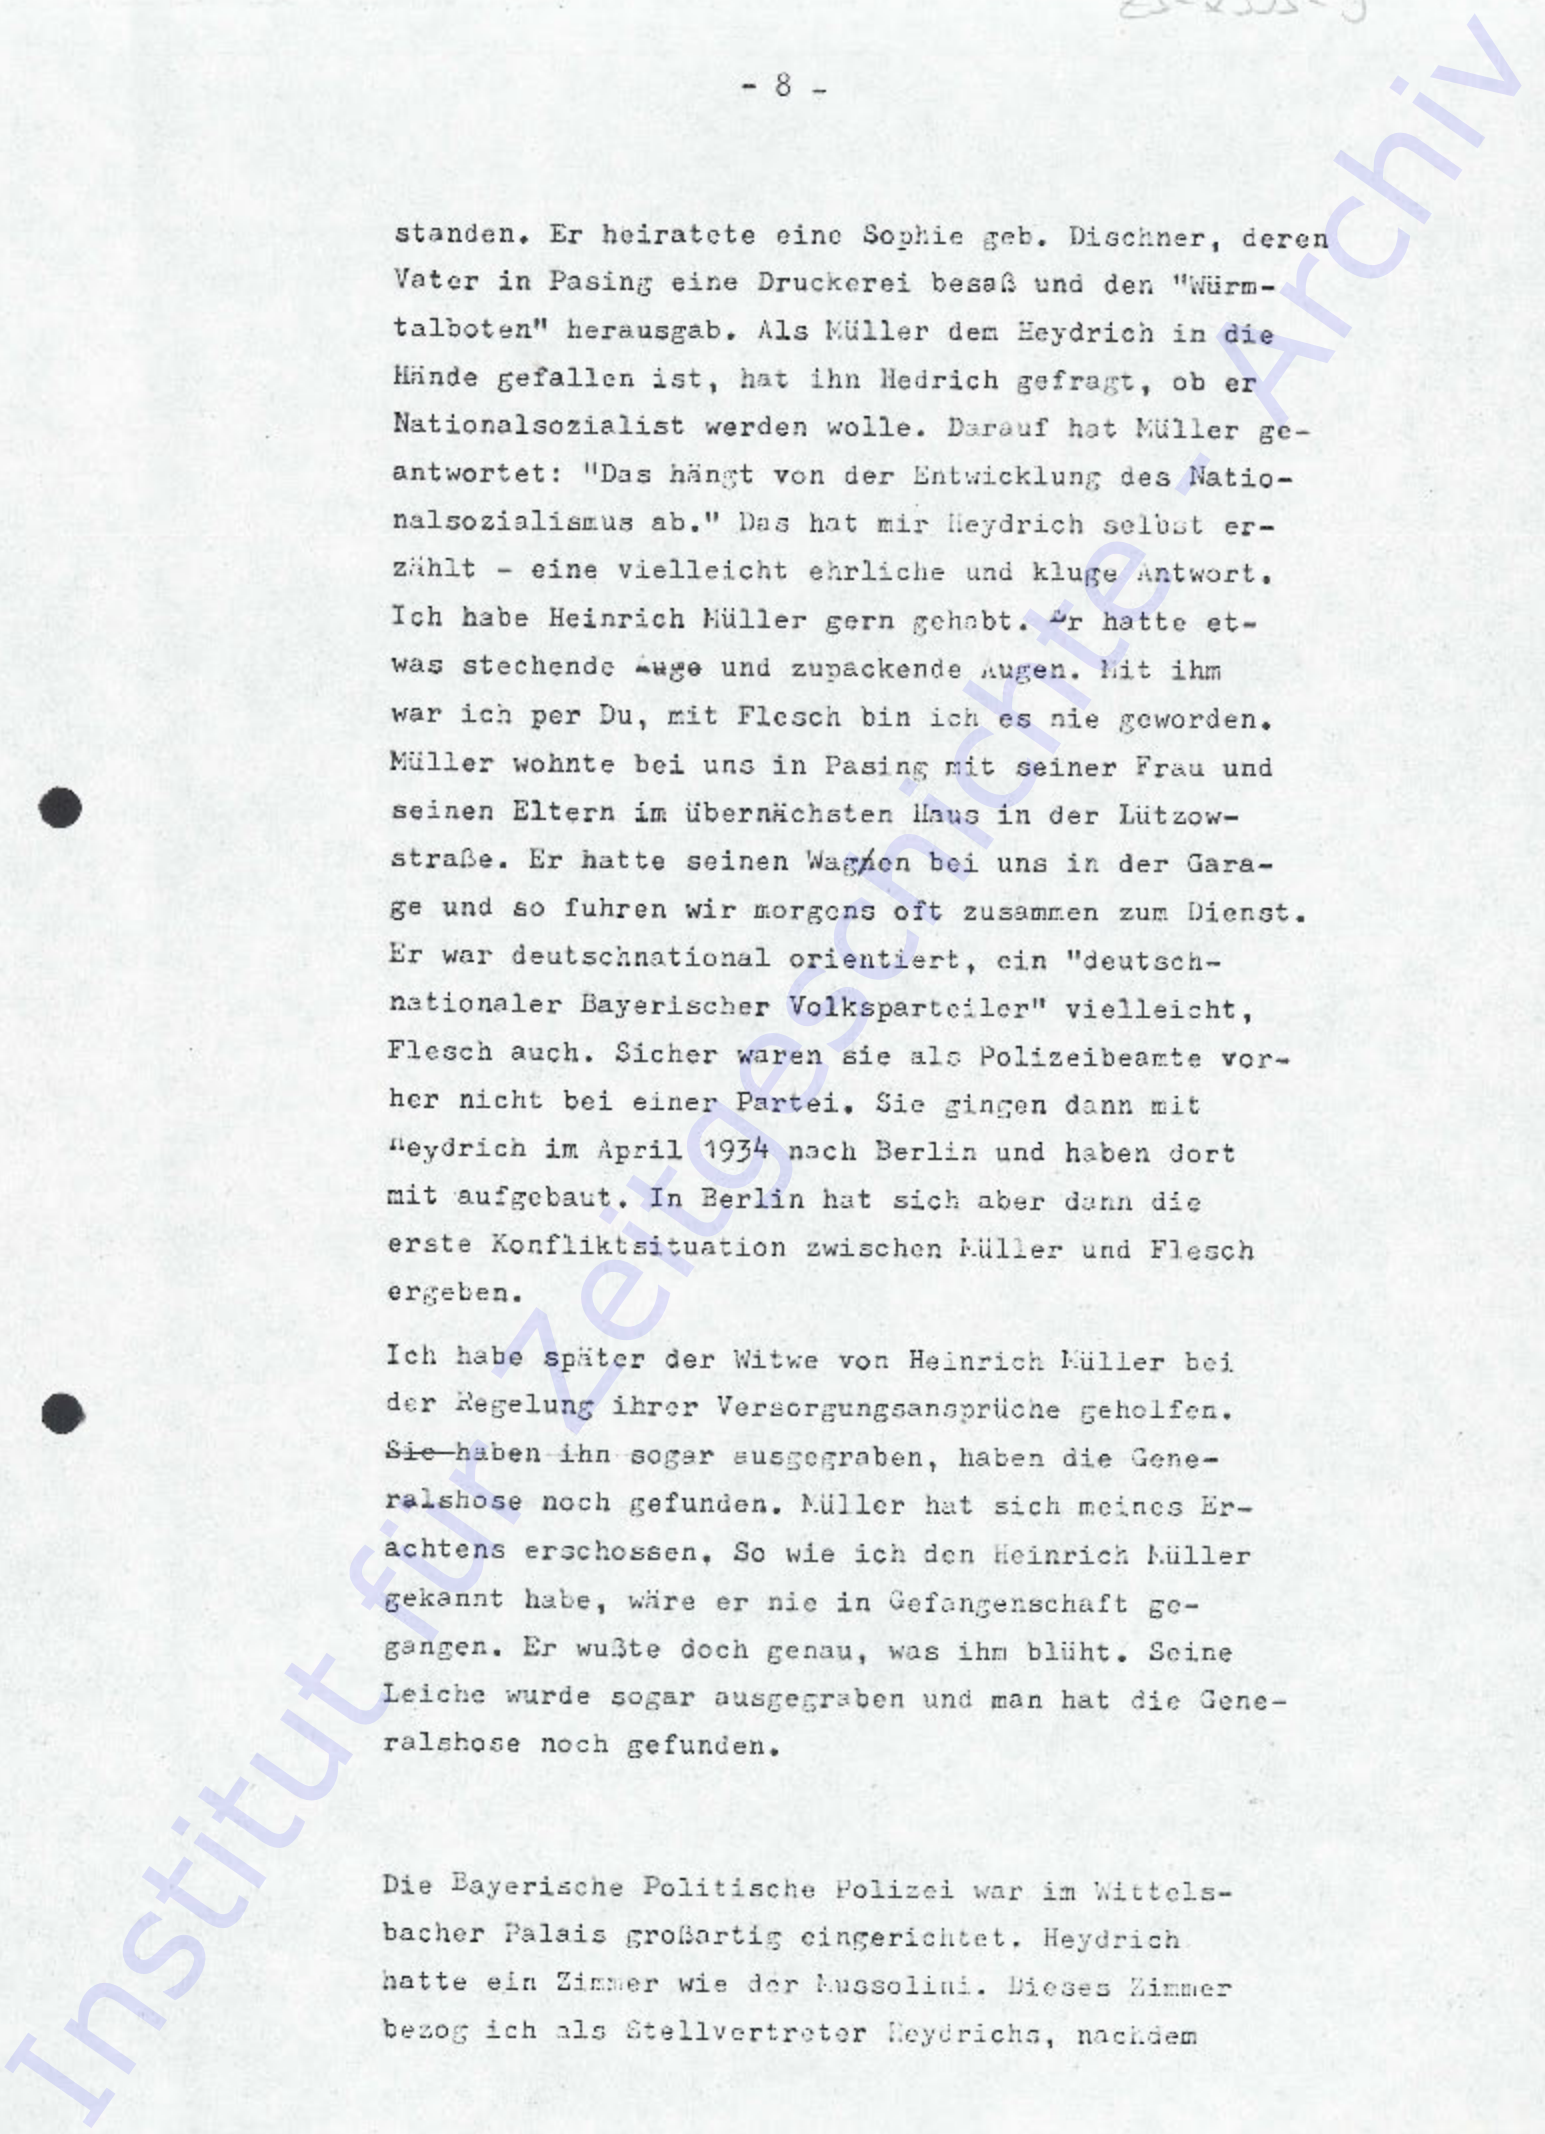 - 8 -
standen. Er heiratete eine Sophie geb. Dischner, deren
Vater in Pasing eine Druckerei besaß und den "Würm-
talboten" herausgab. Als Müller dem Heydrich in die
Hände gefallen ist, hat ihn Hedrich gefragt, ob er
Nationalsozialist werden wolle. Darauf hat Müller ge-
antwortet: "Das hängt von der Entwicklung des Natio-
nalsozialismus ab." Das hat mir Heydrich selbst er-
zählt - eine vielleicht ehrliche und kluge Antwort.
Ich habe Heinrich Müller gern gehabt. Er hatte et-
was stechende Auge und zupackende Augen. Mit ihm
war ich per Du, mit Flesch bin ich es nie geworden.
Müller wohnte bei uns in Pasing mit seiner Frau und
seinen Eltern im übernächsten Haus in der Lützow-
straße. Er hatte seinen Wagen bei uns in der Gara-
ge und so fuhren wir morgens oft zusammen zum Dienst.
Er war deutschnational orientiert, ein "deutsch-
nationaler Bayerischer Volksparteiler" vielleicht,
Flesch auch. Sicher waren sie als Polizeibeamte vor-
her nicht bei einer Partei. Sie gingen dann mit
Heydrich im April 1934 nach Berlin und haben dort
mit aufgebaut. In Berlin hat sich aber dann die
erste Konfliktsituation zwischen Müller und Flesch
ergeben.
Ich habe später der Witwe von Heinrich Müller bei
der Regelung ihrer Versorgungsansprüche geholfen.
Sie haben ihn sogar ausgegraben, haben die Gene-
ralshose noch gefunden. Müller hat sich meines Er-
achtens erschossen. So wie ich den Heinrich Müller
gekannt habe, wäre er nie in Gefangenschaft ge-
gangen. Er wußte doch genau, was ihm blüht. Seine
Leiche wurde sogar ausgegraben und man hat die Gene-
ralshose noch gefunden.
Die Bayerische Politische Polizei war im Wittels-
bacher Palais großartig eingerichtet. Heydrich
hatte ein Zimmer wie der Mussolini. Dieses Zimmer
bezog ich als Stellvertreter Heydrichs, nachdem
Institut für Zeitgeschichte - Archiv